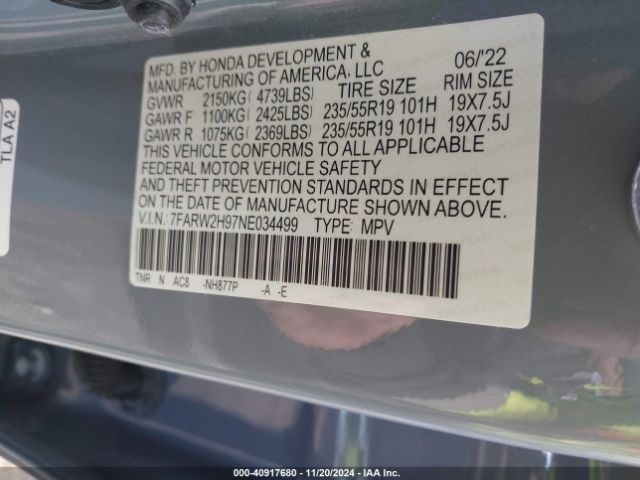 MFD. BY HONDA DEVELOPMENT & 06/'22
MANUFACTURING OF AMERICA, LLC
TIRE SIZE RIM SIZE
GVWR 2150KG( 4739LBS)
GAWR F 1100KG( 2425LBS) 235/55R19 101H 19X7.5J
GAWR R 1075KG( 2369LBS) 235/55R19 101H 19X7.5J
THIS VEHICLE CONFORMS TO ALL APPLICABLE
FEDERAL MOTOR VEHICLE SAFETY
AND THEFT PREVENTION STANDARDS IN EFFECT
ON THE DATE OF MANUFACTURE SHOWN ABOVE.
V.I.N.:7FARW2H97NE034499 TYPE: MPV
TNR N AC8 -NH877P -A -E
TLA A2
000-40917680 - 11/20/2024 - IAA Inc.